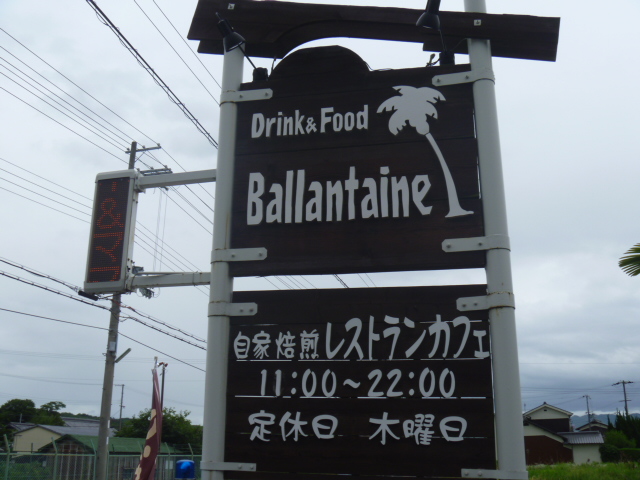 Drink&Food
Ballantaine
自家焙煎レストランカフェ
11:00～22:00
定休日 木曜日